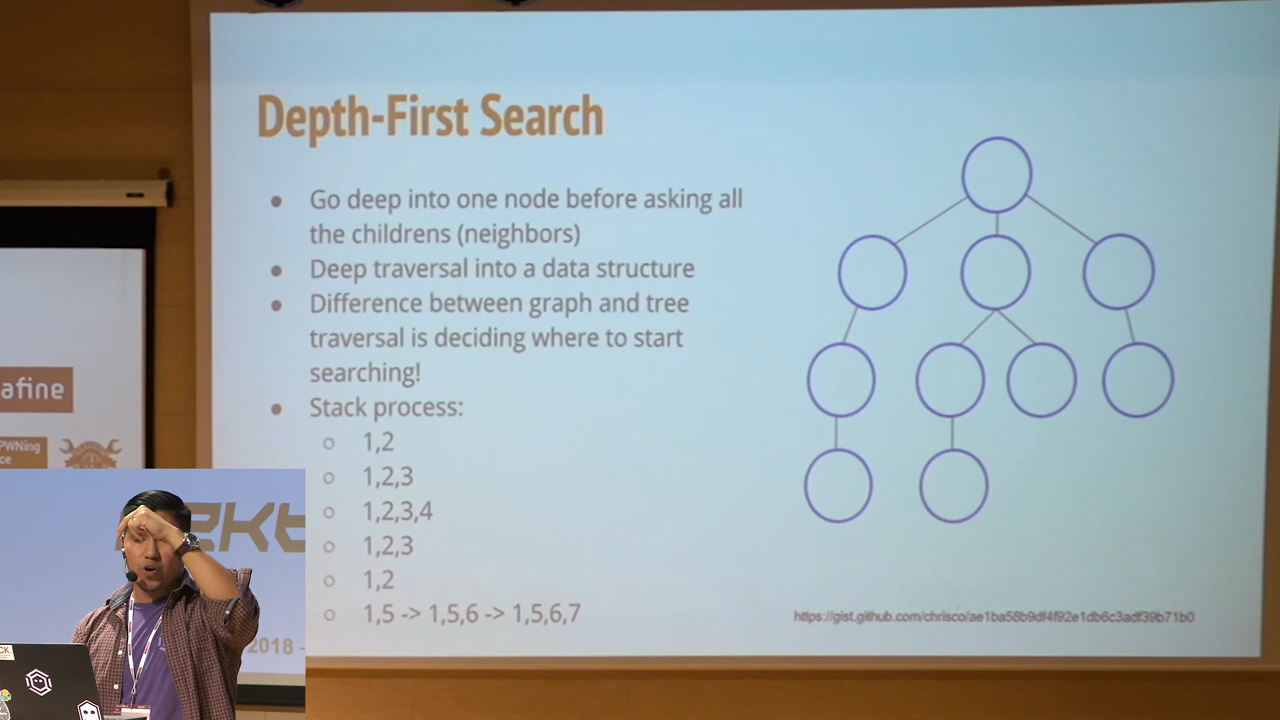 Depth-First Search
● Go deep into one node before asking all
the childrens (neighbors)
● Deep traversal into a data structure
● Difference between graph and tree
traversal is deciding where to start
searching!
● Stack process:
○ 1,2
○ 1,2,3
○ 1,2,3,4
○ 1,2,3
○ 1,2
○ 1,5 -> 1,5,6 -> 1,5,6,7
https://gist.github.com/chrisco/ae1ba58b9df4f92e1db6c3adf39b71b0
afine
PWNing
2018 -